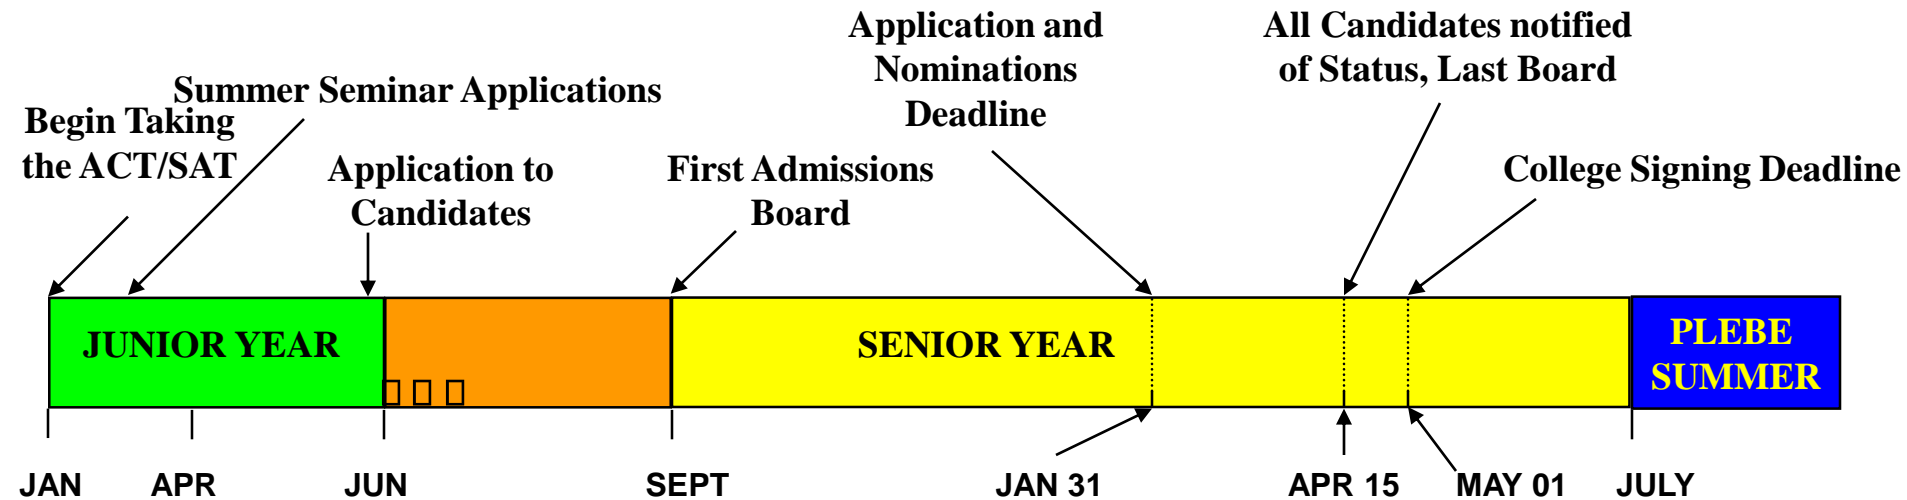 Application and
Nominations
Deadline
All Candidates notified
of Status, Last Board
Summer Seminar Applications
Begin Taking
the ACT/SAT
Application to
Candidates
First Admissions
Board
College Signing Deadline
JUNIOR YEAR
SENIOR YEAR
PLEBE
SUMMER
JAN
APR
JUN
SEPT
JAN 31
APR 15
MAY 01
JULY